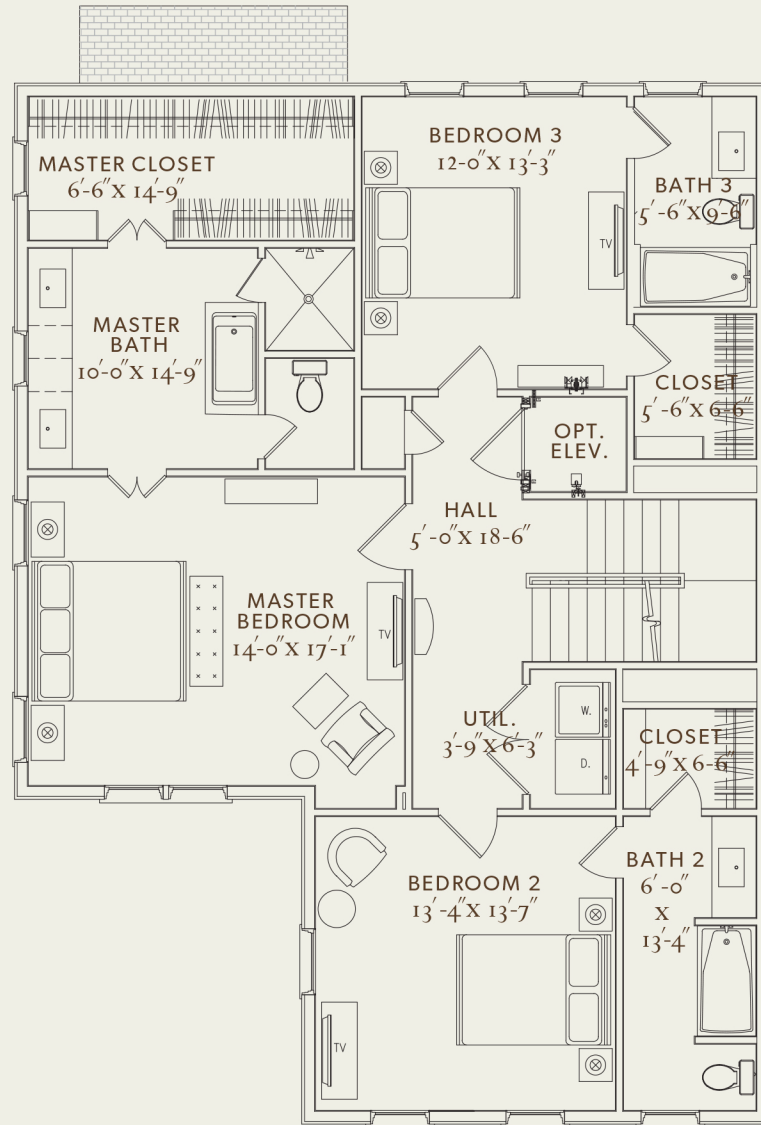 MASTER CLOSET
6'-6"X 14'-9"
BEDROOM 3
12-0"X 13'-3"
TV
BATH 3
5'-6"X 9'-6"
MASTER
BATH
10'-0"X 14'-9"
CLOSET
5'-6"X 6-6"
OPT.
ELEV.
HALL
5'-0"X 18-6"
MASTER
BEDROOM
14'-0"X 17'-1"
TV
UTIL.
3'-9"X 6'-3"
W.
D.
CLOSET
4'-9"X 6-6"
BEDROOM 2
13'-4"X 13'-7"
TV
BATH 2
6'-0"
X
13'-4"